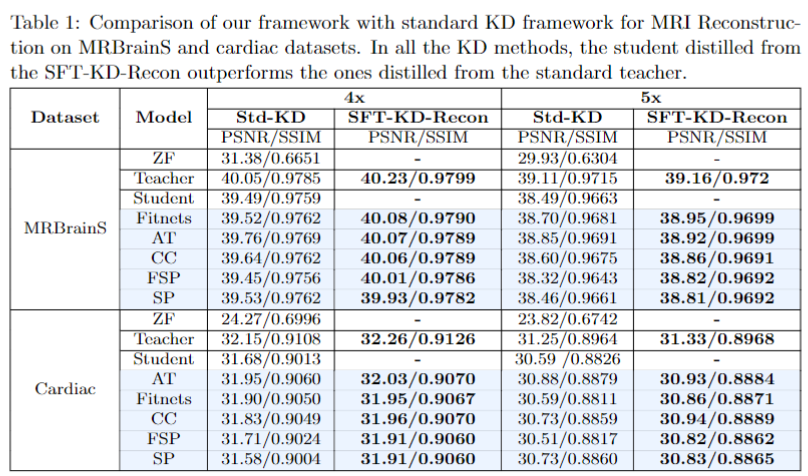 Table 1: Comparison of our framework with standard KD framework for MRI Reconstruc-
tion on MRBrainS and cardiac datasets. In all the KD methods, the student distilled from
the SFT-KD-Recon outperforms the ones distilled from the standard teacher.
Dataset Model 4x 5x
Std-KD SFT-KD-Recon Std-KD SFT-KD-Recon
PSNR/SSIM PSNR/SSIM PSNR/SSIM PSNR/SSIM
MRBrainS
ZF 31.38/0.6651 - 29.93/0.6304 -
Teacher 40.05/0.9785 40.23/0.9799 39.11/0.9715 39.16/0.972
Student 39.49/0.9759 - 38.49/0.9663 -
Fitnets 39.52/0.9762 40.08/0.9790 38.70/0.9681 38.95/0.9699
AT 39.76/0.9769 40.07/0.9789 38.85/0.9691 38.92/0.9699
CC 39.64/0.9762 40.06/0.9789 38.60/0.9675 38.86/0.9691
FSP 39.45/0.9756 40.01/0.9786 38.32/0.9643 38.82/0.9692
SP 39.53/0.9762 39.93/0.9782 38.46/0.9661 38.81/0.9692
Cardiac
ZF 24.27/0.6996 - 23.82/0.6742 -
Teacher 32.15/0.9108 32.26/0.9126 31.25/0.8964 31.33/0.8968
Student 31.68/0.9013 - 30.59 /0.8826 -
AT 31.95/0.9060 32.03/0.9070 30.88/0.8879 30.93/0.8884
Fitnets 31.90/0.9050 31.95/0.9067 30.59/0.8811 30.86/0.8871
CC 31.83/0.9049 31.96/0.9070 30.73/0.8859 30.94/0.8889
FSP 31.71/0.9024 31.91/0.9060 30.51/0.8817 30.82/0.8862
SP 31.58/0.9004 31.91/0.9060 30.73/0.8860 30.83/0.8865